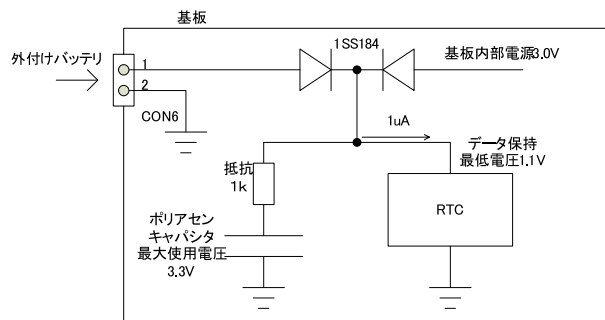 基板
外付けバッテリ
1
2
CON6
1SS184
基板内部電源3.0V
1uA
データ保持
最低電圧1.1V
抵抗
1k
ポリアセン
キャパシタ
最大使用電圧
3.3V
RTC